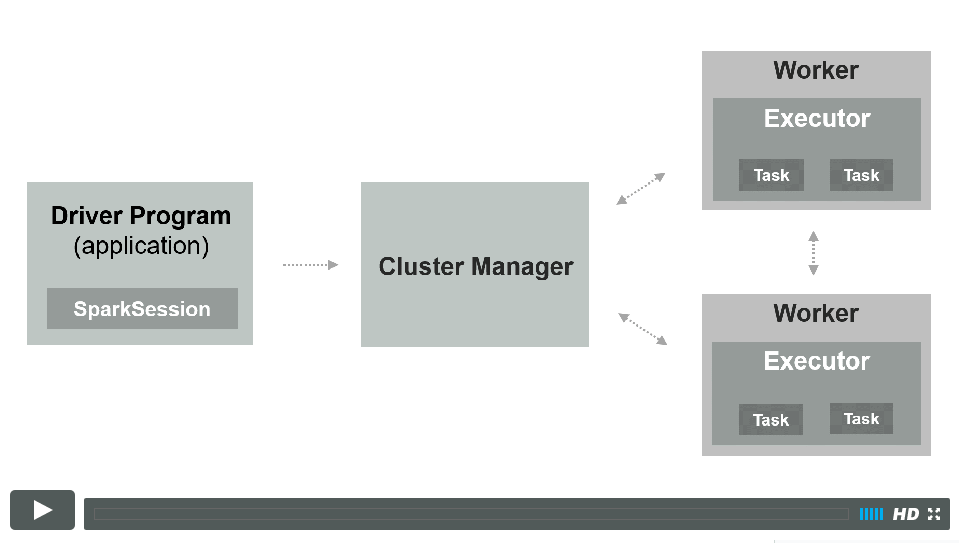 Driver Program
(application)
SparkSession
Cluster Manager
Worker
Executor
Task Task
Worker
Executor
Task Task
HD